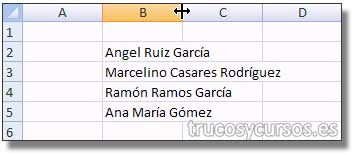 A B C D
1
2 Angel Ruiz García
3 Marcelino Casares Rodríguez
4 Ramón Ramos García
5 Ana María Gómez
6
trucosycursos.es